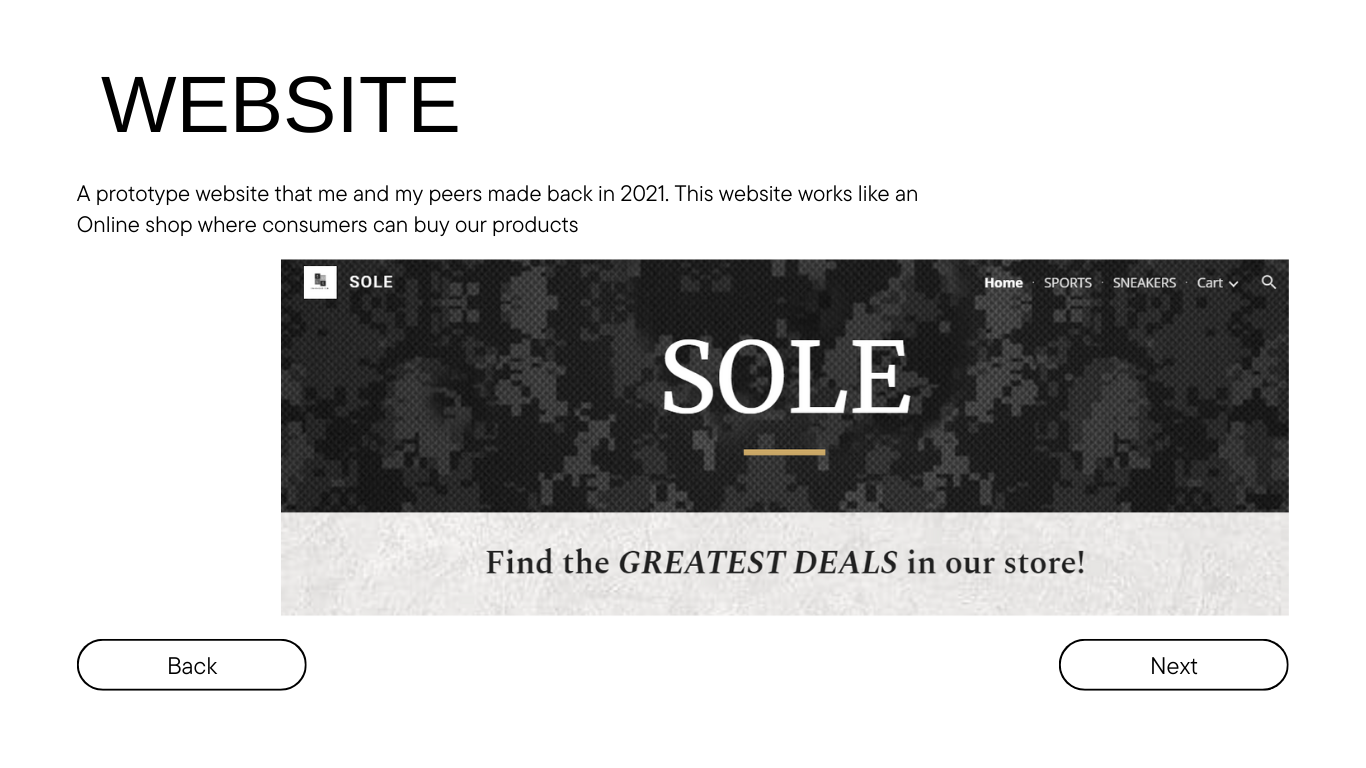 WEBSITE
A prototype website that me and my peers made back in 2021. This website works like an
Online shop where consumers can buy our products
SOLE
Home · SPORTS · SNEAKERS · Cart
SOLE
Find the GREATEST DEALS in our store!
Back
Next